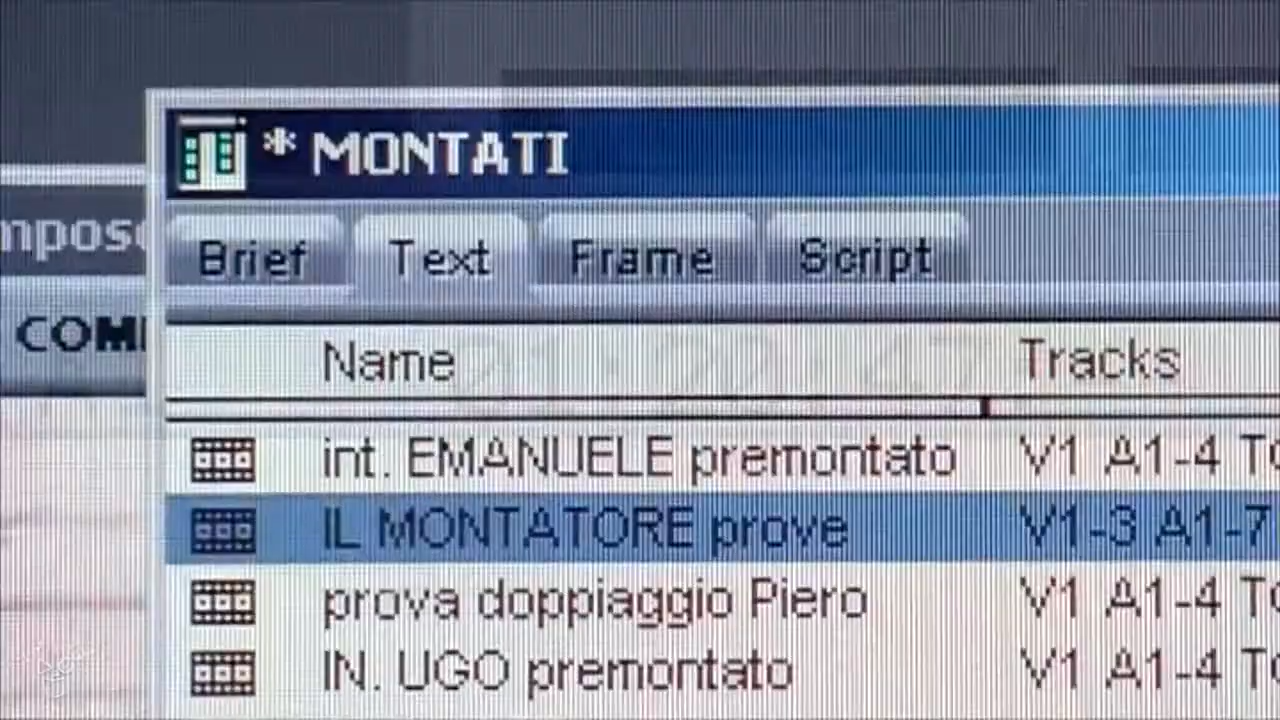 * MONTATI
Brief Text Frame Script
COM
Name Tracks
int. EMANUELE premontato V1 A1-4
IL MONTATORE prove V1-3 A1-7
prova doppiaggio Piero V1 A1-4
IN. UGO premontato V1 A1-4